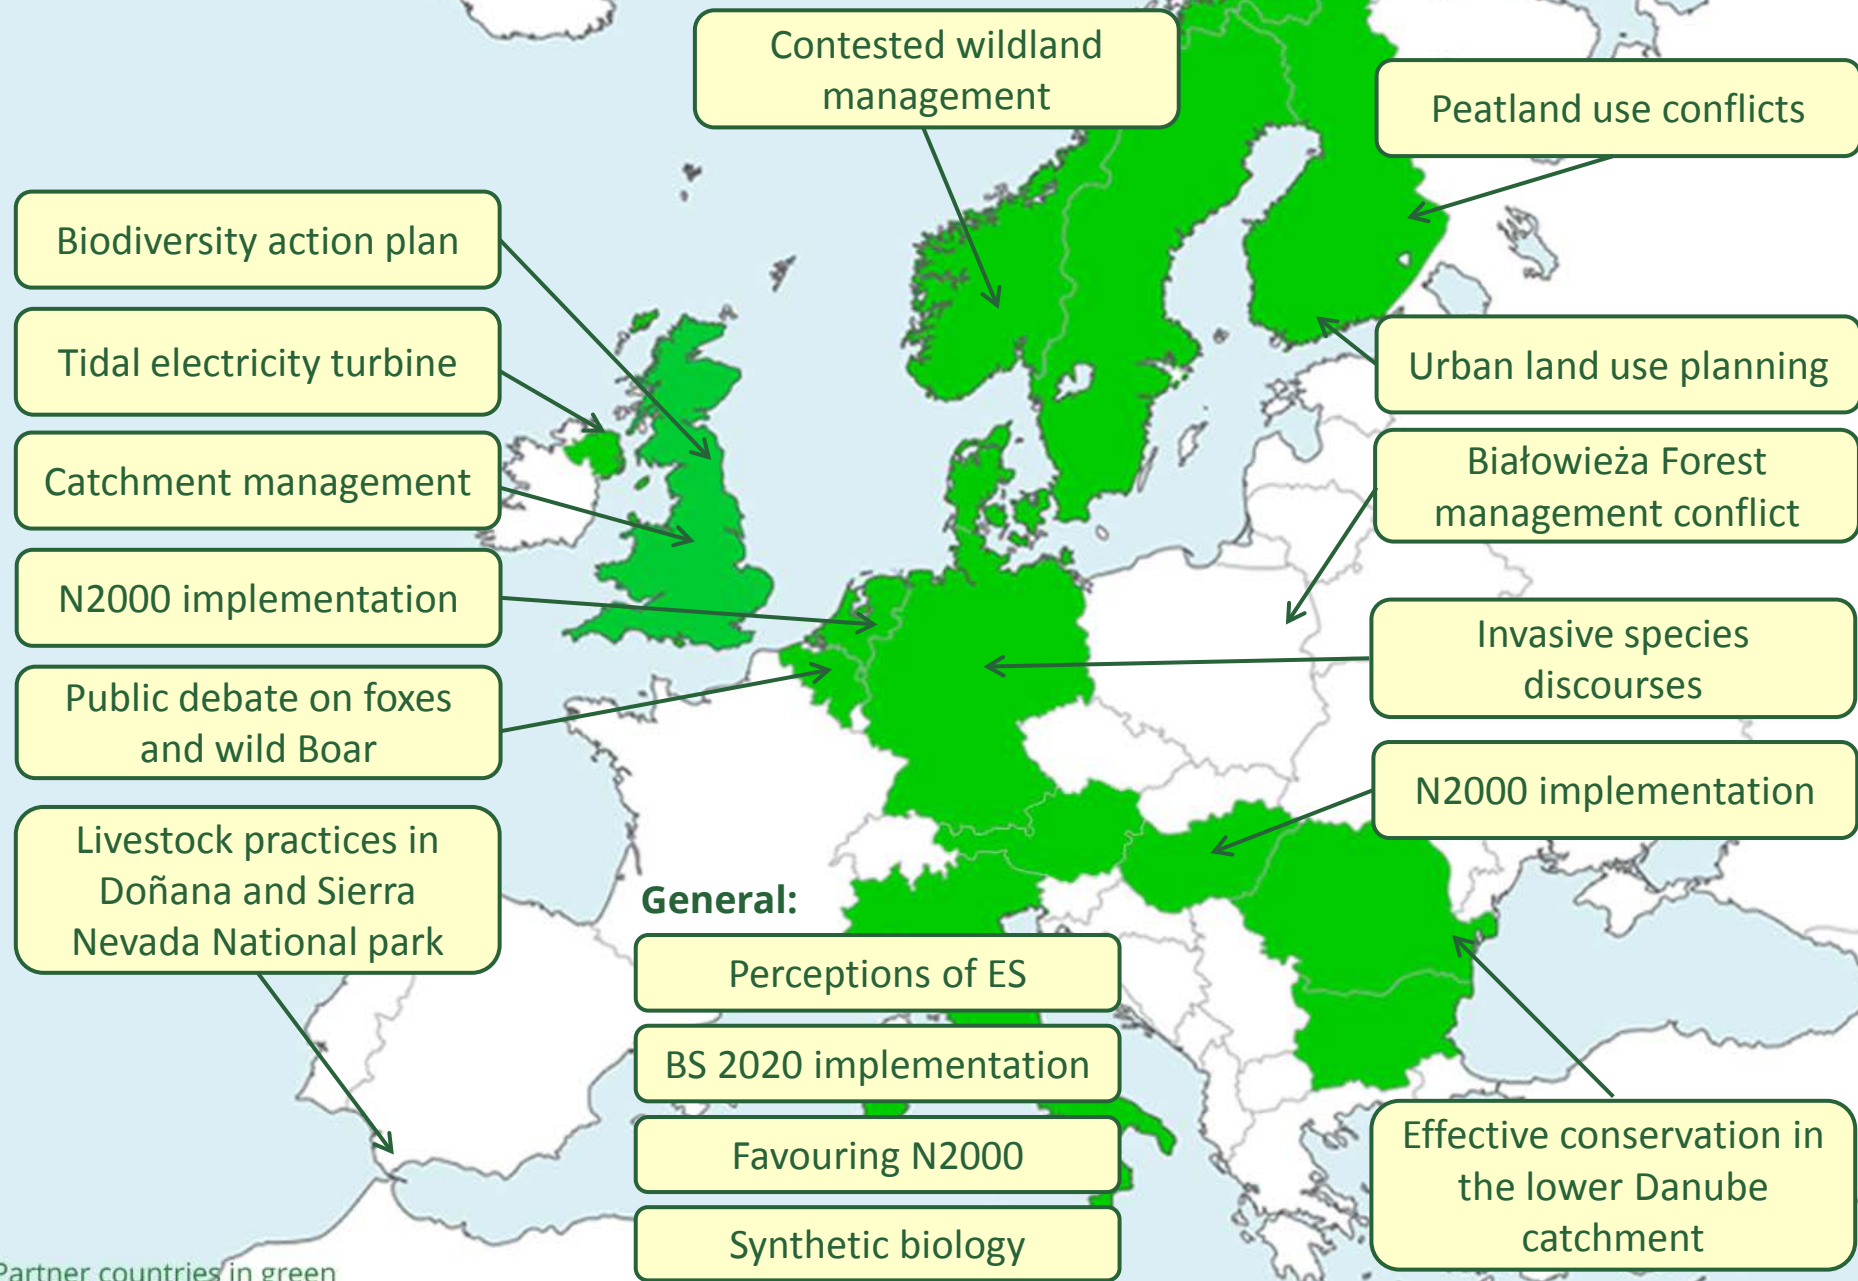 Contested wildland
management
Peatland use conflicts
Biodiversity action plan
Tidal electricity turbine
Urban land use planning
Catchment management
Białowieża Forest
management conflict
N2000 implementation
Invasive species
discourses
Public debate on foxes
and wild Boar
N2000 implementation
Livestock practices in
Doñana and Sierra
Nevada National park
General:
Perceptions of ES
BS 2020 implementation
Favouring N2000
Synthetic biology
Effective conservation in
the lower Danube
catchment
Partner countries in green